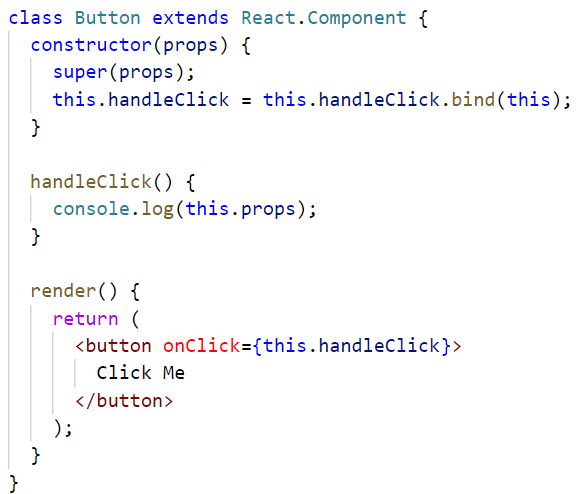 class Button extends React.Component {
  constructor(props) {
    super(props);
    this.handleClick = this.handleClick.bind(this);
  }

  handleClick() {
    console.log(this.props);
  }

  render() {
    return (
      <button onClick={this.handleClick}>
        Click Me
      </button>
    );
  }
}